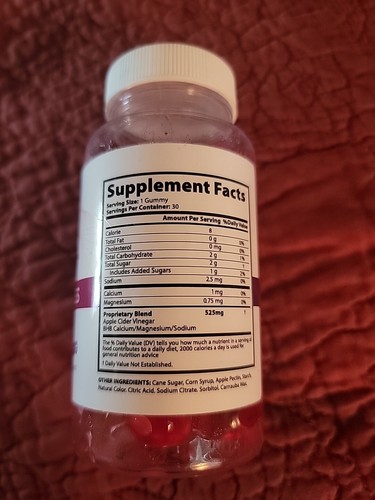 Supplement Facts
Serving Size: 1 Gummy
Servings Per Container: 30
Amount Per Serving %Daily Value
Calorie 8
Total Fat 0 g 0%
Cholesterol 0 mg 0%
Total Carbohydrate 2 g 1%
Total Sugar 2 g †
Includes Added Sugars 1 g 2%
Sodium 2.5 mg 0%
Calcium 1 mg 0%
Magnesium 0.75 mg 0%
Proprietary Blend 525mg †
Apple Cider Vinegar
BHB Calcium/Magnesium/Sodium
The % Daily Value (DV) tells you how much a nutrient in a serving of
food contributes to a daily diet, 2000 calories a day is used for
general nutrition advice
† Daily Value Not Established.
OTHER INGREDIENTS: Cane Sugar, Corn Syrup, Apple Pectin,
Natural Color, Citric Acid, Sodium Citrate, Sorbitol, Carnauba Wax.